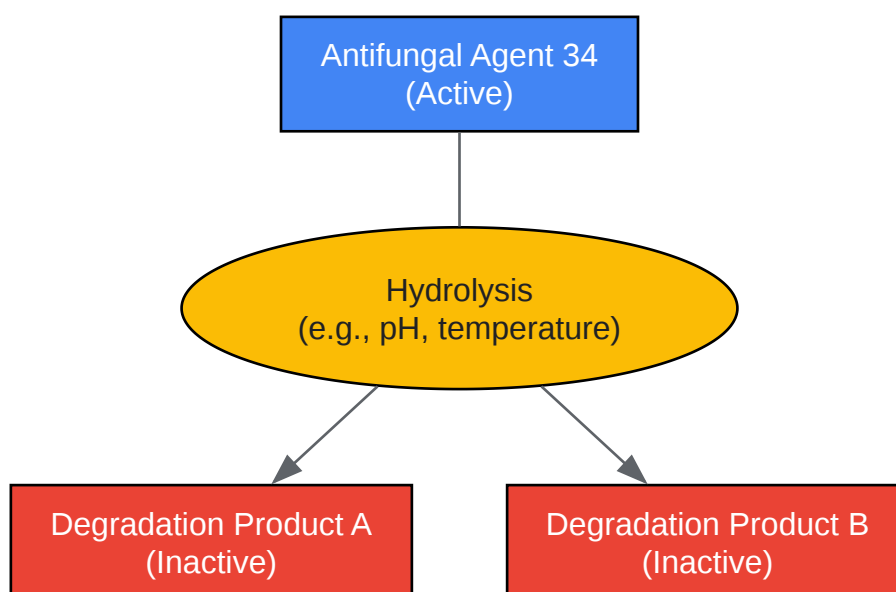 Antifungal Agent 34
(Active)
Hydrolysis
(e.g., pH, temperature)
Degradation Product A
(Inactive)
Degradation Product B
(Inactive)